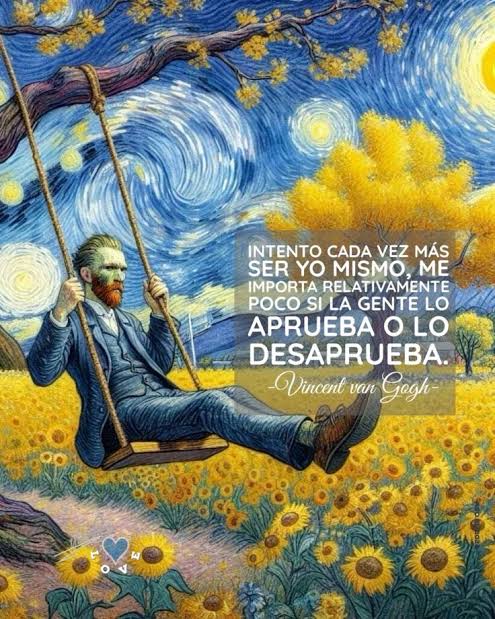 INTENTO CADA VEZ MÁS
SER YO MISMO, ME
IMPORTA RELATIVAMENTE
POCO SI LA GENTE LO
APRUEBA O LO
DESAPRUEBA.
-Vincent van Gogh-
LOVE